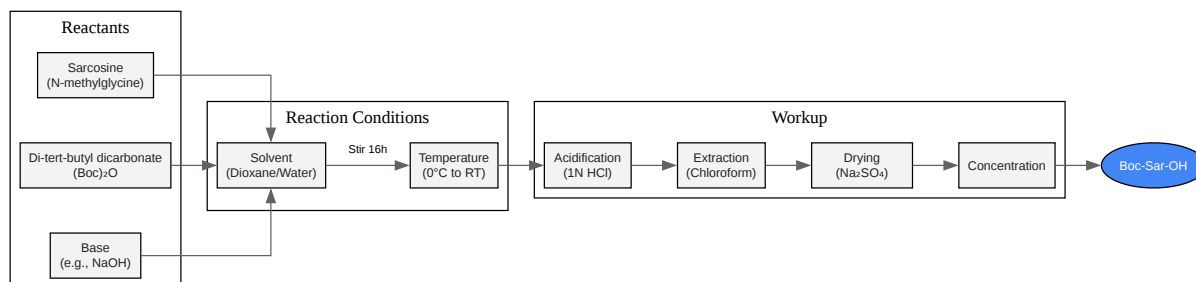 Reactants
Sarcosine
(N-methylglycine)
Di-tert-butyl dicarbonate
(Boc)₂O
Base
(e.g., NaOH)
Reaction Conditions
Solvent
(Dioxane/Water)
Stir 16h
Temperature
(0°C to RT)
Workup
Acidification
(1N HCl)
Extraction
(Chloroform)
Drying
(Na₂SO₄)
Concentration
Boc-Sar-OH